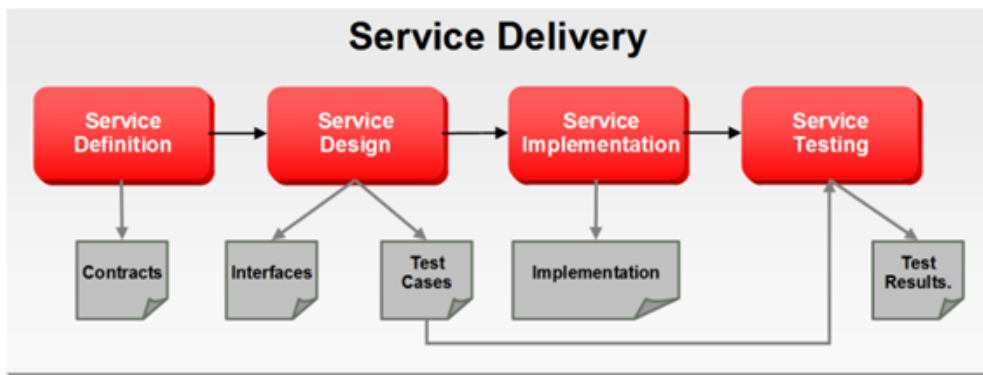 Service Delivery
Service
Definition
Service
Design
Service
Implementation
Service
Testing
Contracts
Interfaces
Test
Cases
Implementation
Test
Results.